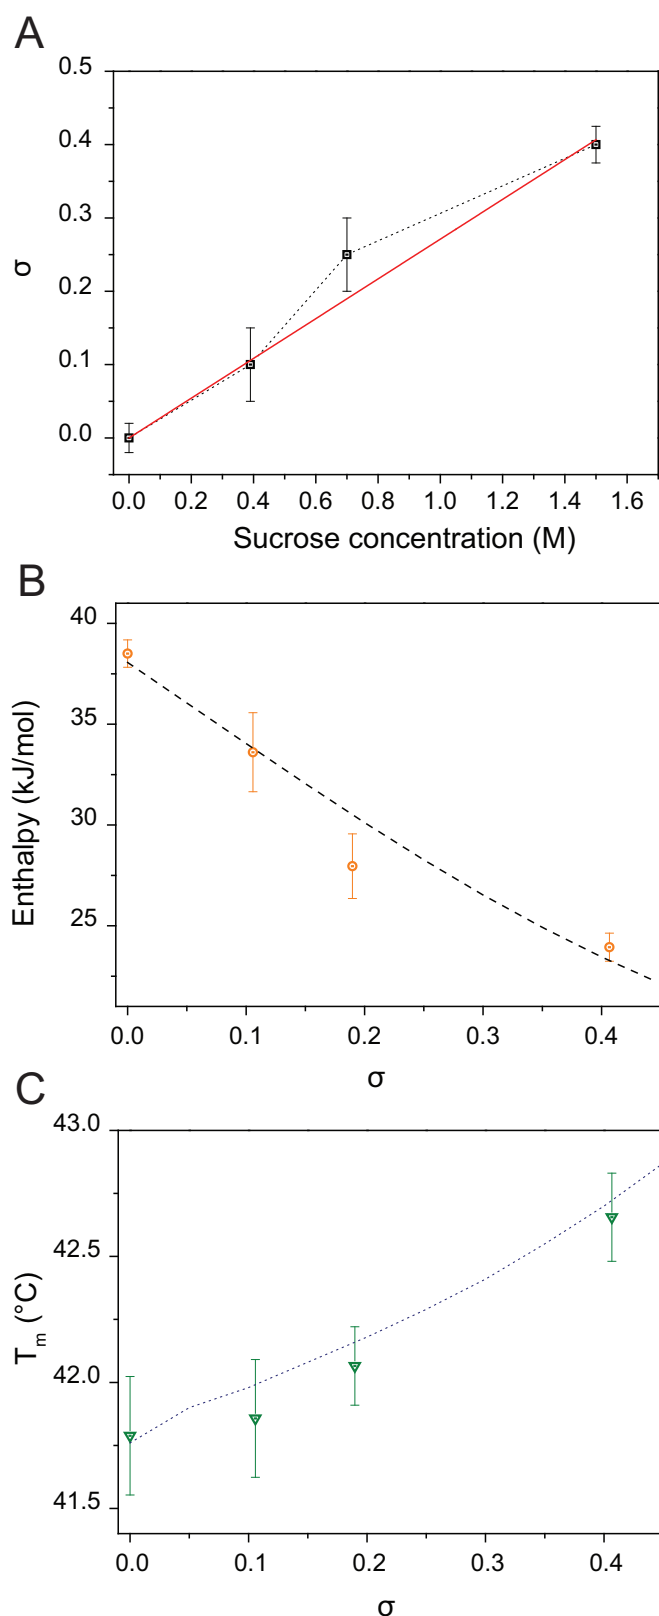 A
0.5
0.4
0.3
0.2
0.1
0.0
σ
0.0 0.4 0.6 0.8 1.0 1.2 1.4 1.6
Sucrose concentration (M)
B
40
35
30
25
Enthalpy (kJ/mol)
0.0 0.1 0.2 0.3 0.4
σ
C
43.0
42.5
42.0
41.5
Tm (°C)
0.0 0.1 0.2 0.3 0.4
σ